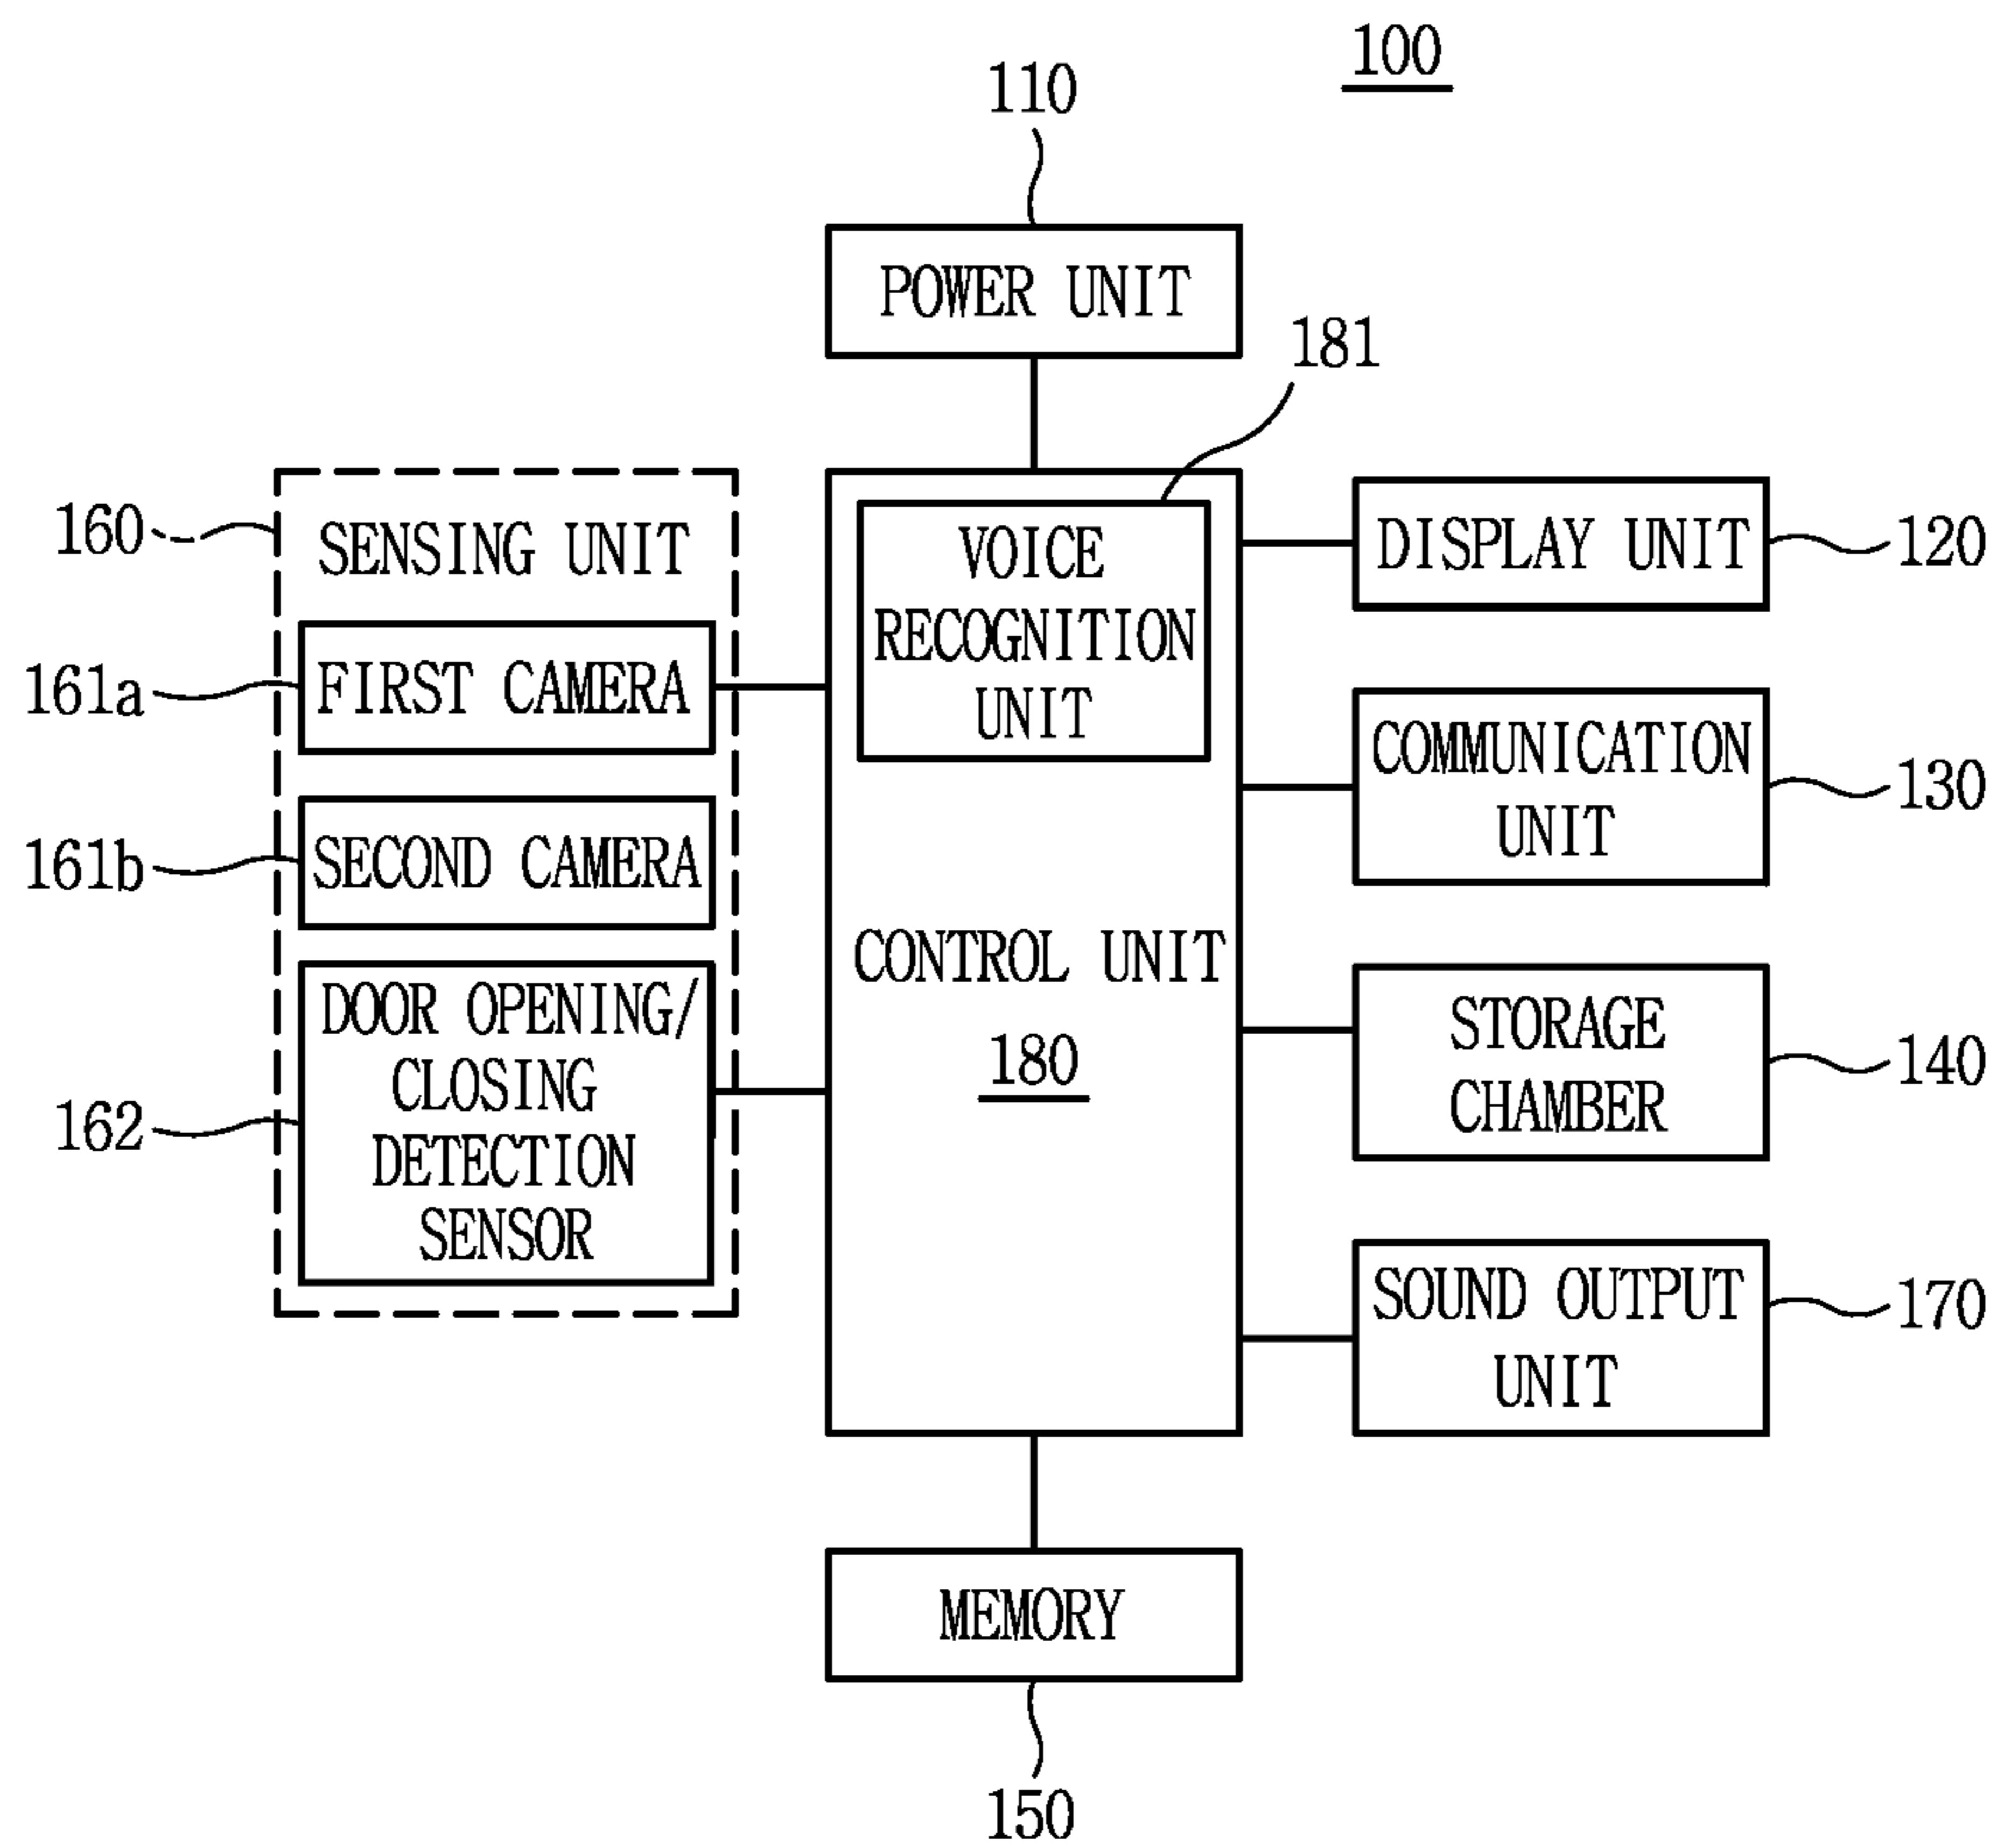 100
110
POWER UNIT
181
160
SENSING UNIT
161a
FIRST CAMERA
161b
SECOND CAMERA
162
DOOR OPENING/
CLOSING
DETECTION
SENSOR
VOICE
RECOGNITION
UNIT
CONTROL UNIT
180
DISPLAY UNIT
120
COMMUNICATION
UNIT
130
STORAGE
CHAMBER
140
SOUND OUTPUT
UNIT
170
MEMORY
150